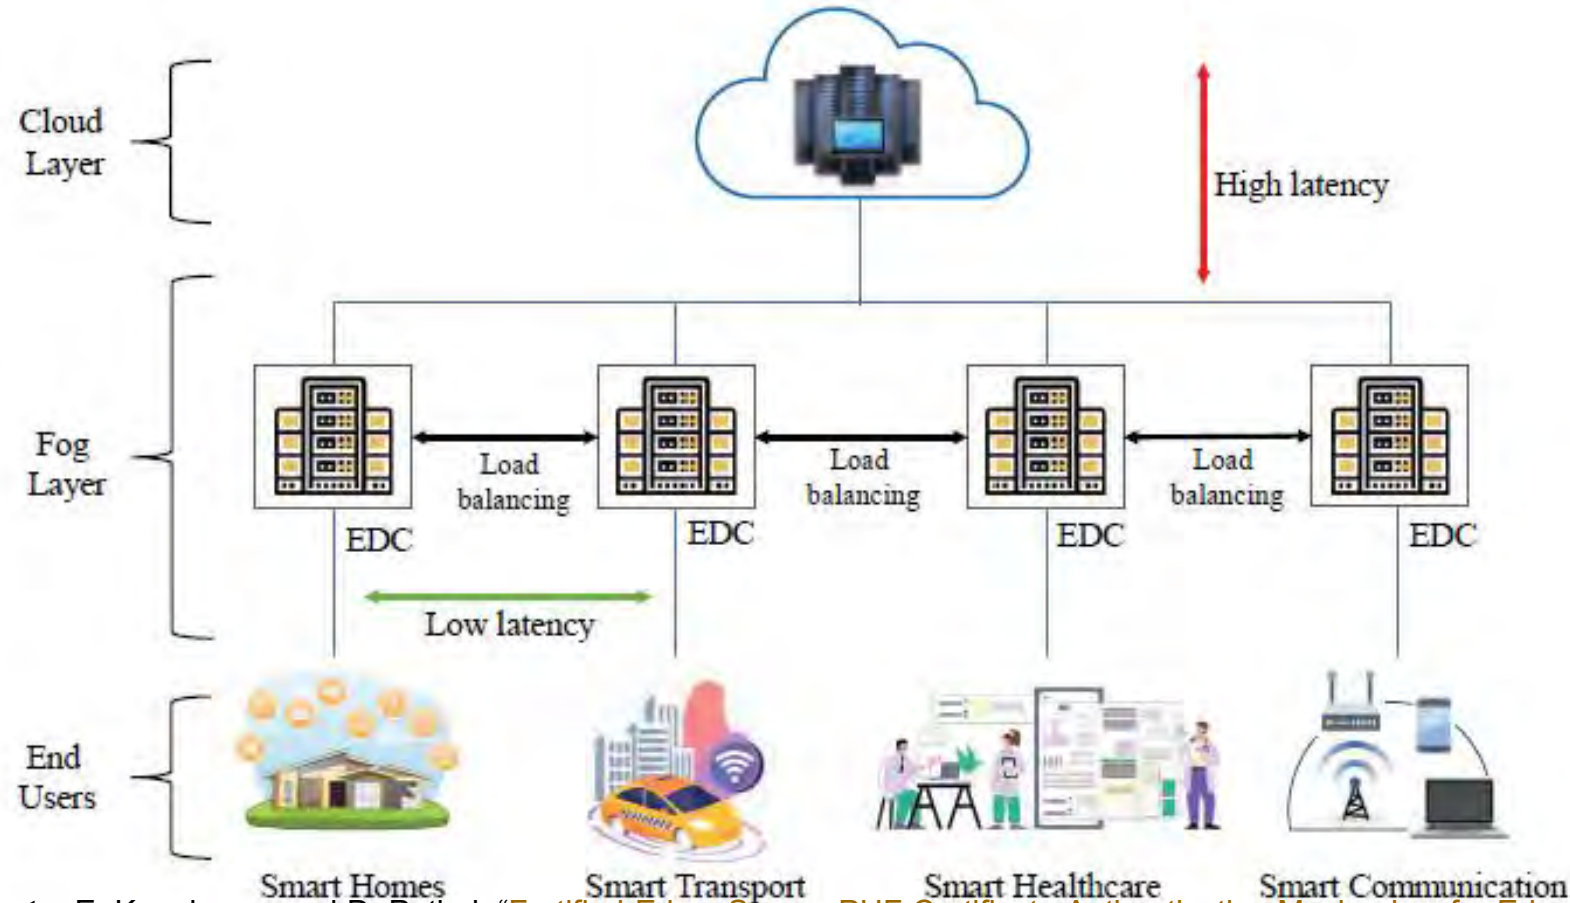 Cloud
Layer
High latency
Fog
Layer
Load
balancing
Load
balancing
Load
balancing
EDC
EDC
EDC
EDC
Low latency
End
Users
Smart Homes
Smart Transport
Smart Healthcare
Smart Communication